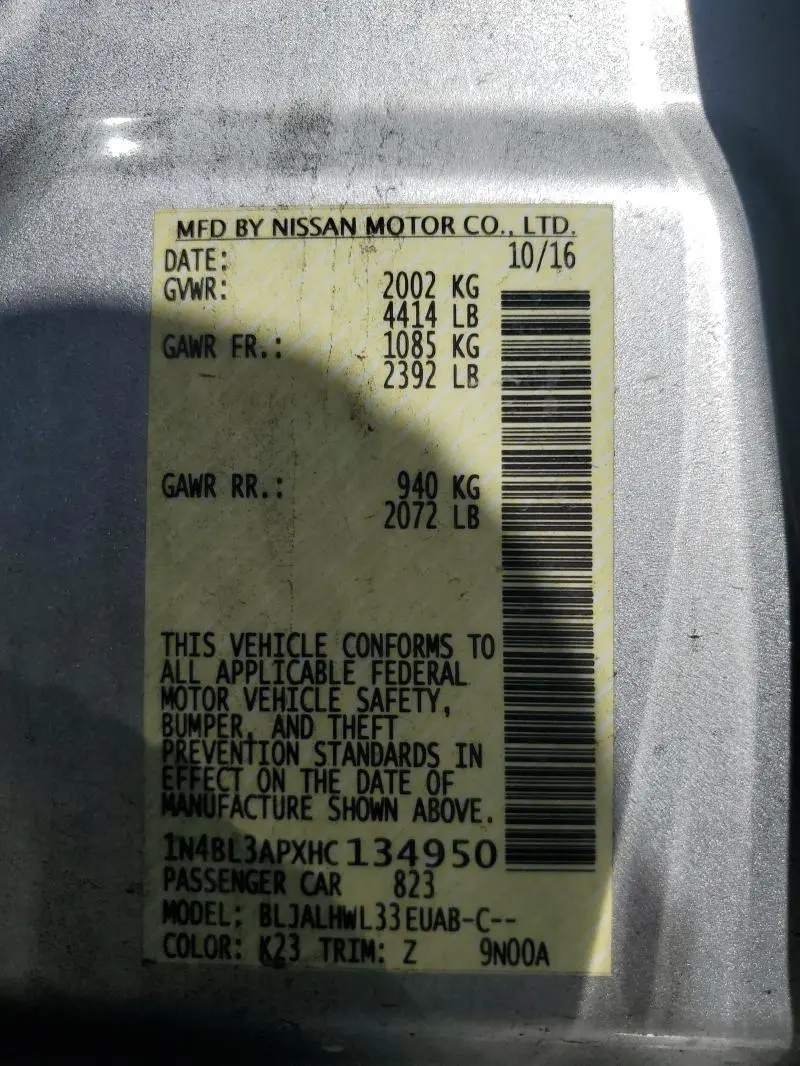 MFD BY NISSAN MOTOR CO., LTD.
DATE: 10/16
GVWR: 2002 KG
4414 LB
GAWR FR.: 1085 KG
2392 LB
GAWR RR.: 940 KG
2072 LB
THIS VEHICLE CONFORMS TO
ALL APPLICABLE FEDERAL
MOTOR VEHICLE SAFETY,
BUMPER, AND THEFT
PREVENTION STANDARDS IN
EFFECT ON THE DATE OF
MANUFACTURE SHOWN ABOVE.
1N4BL3APXHC134950
PASSENGER CAR 823
MODEL: BLJALHWL33EUAB-C--
COLOR: K23 TRIM: Z 9N00A